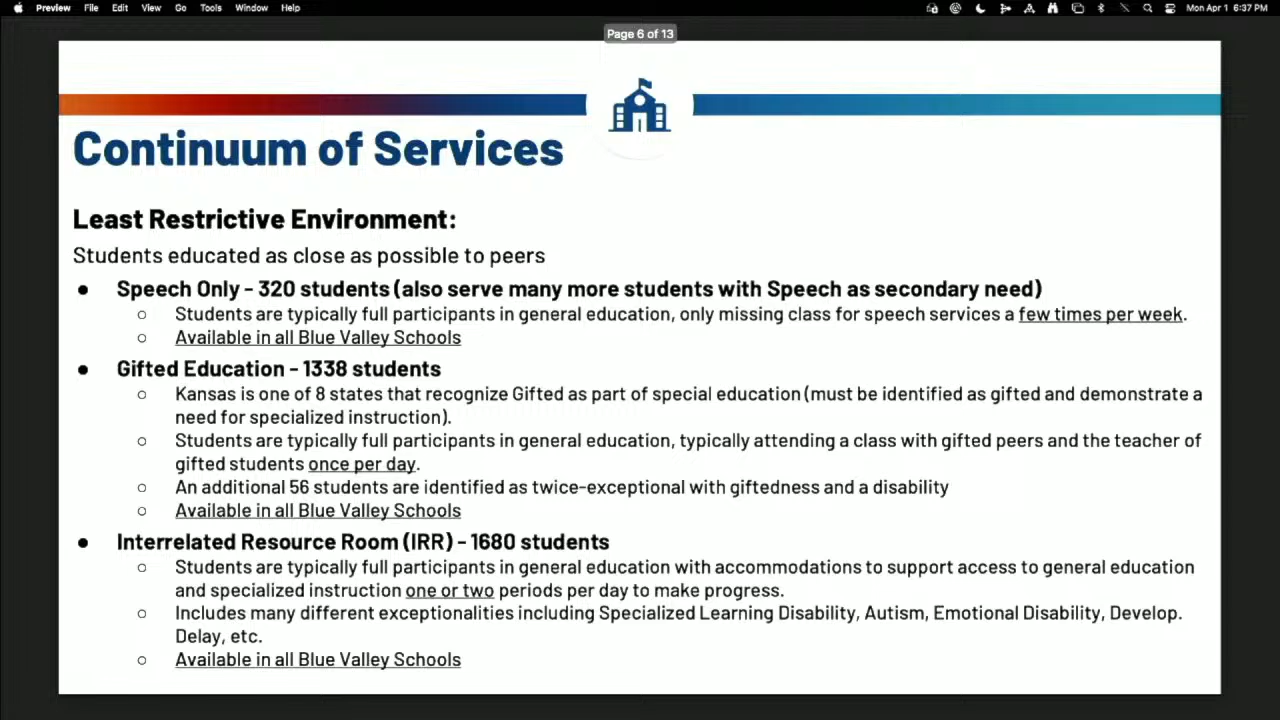 Preview File Edit View Go Tools Window Help Mon Apr 1 6:37 PM
Page 6 of 13
Continuum of Services
Least Restrictive Environment:
Students educated as close as possible to peers
● Speech Only - 320 students (also serve many more students with Speech as secondary need)
○ Students are typically full participants in general education, only missing class for speech services a few times per week.
○ Available in all Blue Valley Schools
● Gifted Education - 1338 students
○ Kansas is one of 8 states that recognize Gifted as part of special education (must be identified as gifted and demonstrate a
need for specialized instruction).
○ Students are typically full participants in general education, typically attending a class with gifted peers and the teacher of
gifted students once per day.
○ An additional 56 students are identified as twice-exceptional with giftedness and a disability
○ Available in all Blue Valley Schools
● Interrelated Resource Room (IRR) - 1680 students
○ Students are typically full participants in general education with accommodations to support access to general education
and specialized instruction one or two periods per day to make progress.
○ Includes many different exceptionalities including Specialized Learning Disability, Autism, Emotional Disability, Develop.
Delay, etc.
○ Available in all Blue Valley Schools